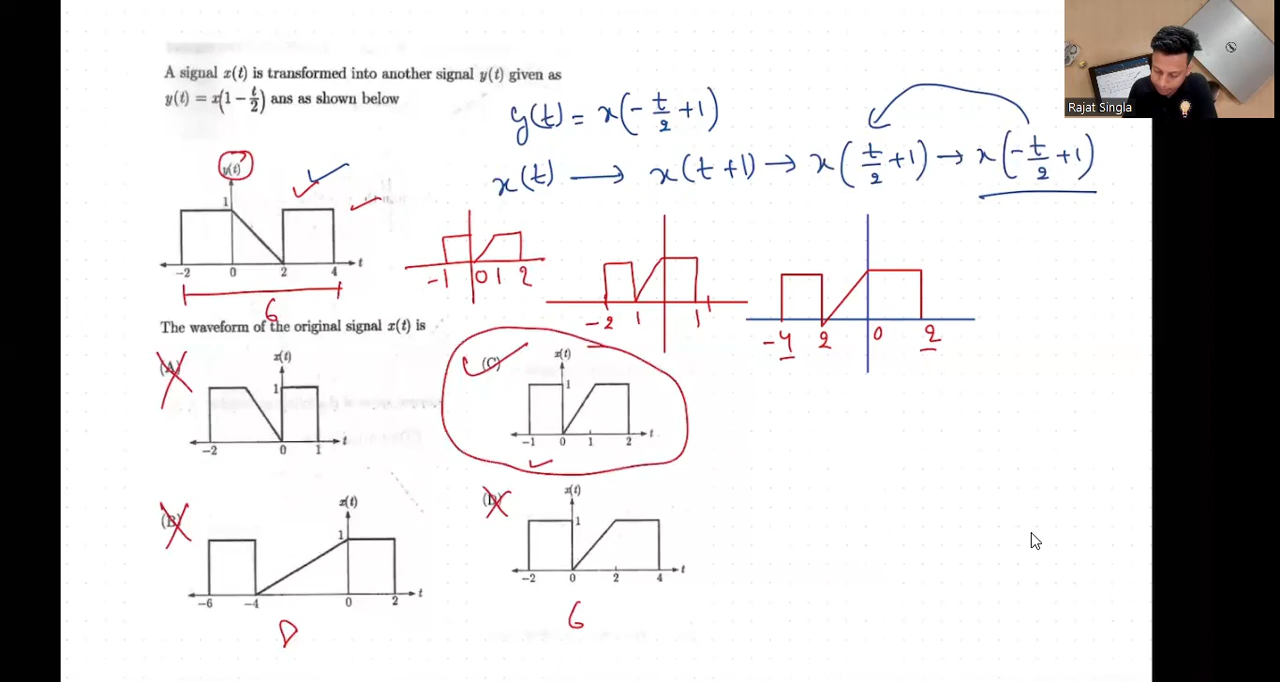 A signal x(t) is transformed into another signal y(t) given as
y(t) = x(1 − t/2) ans as shown below
y(t)
1
-2 0 2 4 t
6
y(t) = x(-t/2 +1)
x(t) → x(t+1) → x(t/2 +1) → x(-t/2 +1)
-1 0 1 2
-2 1 1
-4 2 0 2
The waveform of the original signal x(t) is
(A)
x(t)
1
-2 0 1 t
(C)
x(t)
1
-1 0 1 2 t
(B)
x(t)
1
-6 -4 0 2 t
D
(D)
x(t)
1
-2 0 2 4 t
6
Rajat Singla